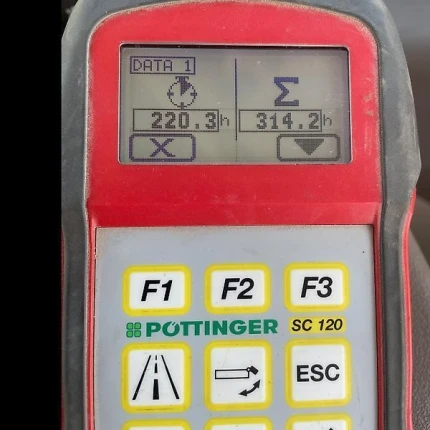 DATA 1
Σ
220.3h 314.2h
X
F1 F2 F3
PÖTTINGER SC 120
ESC